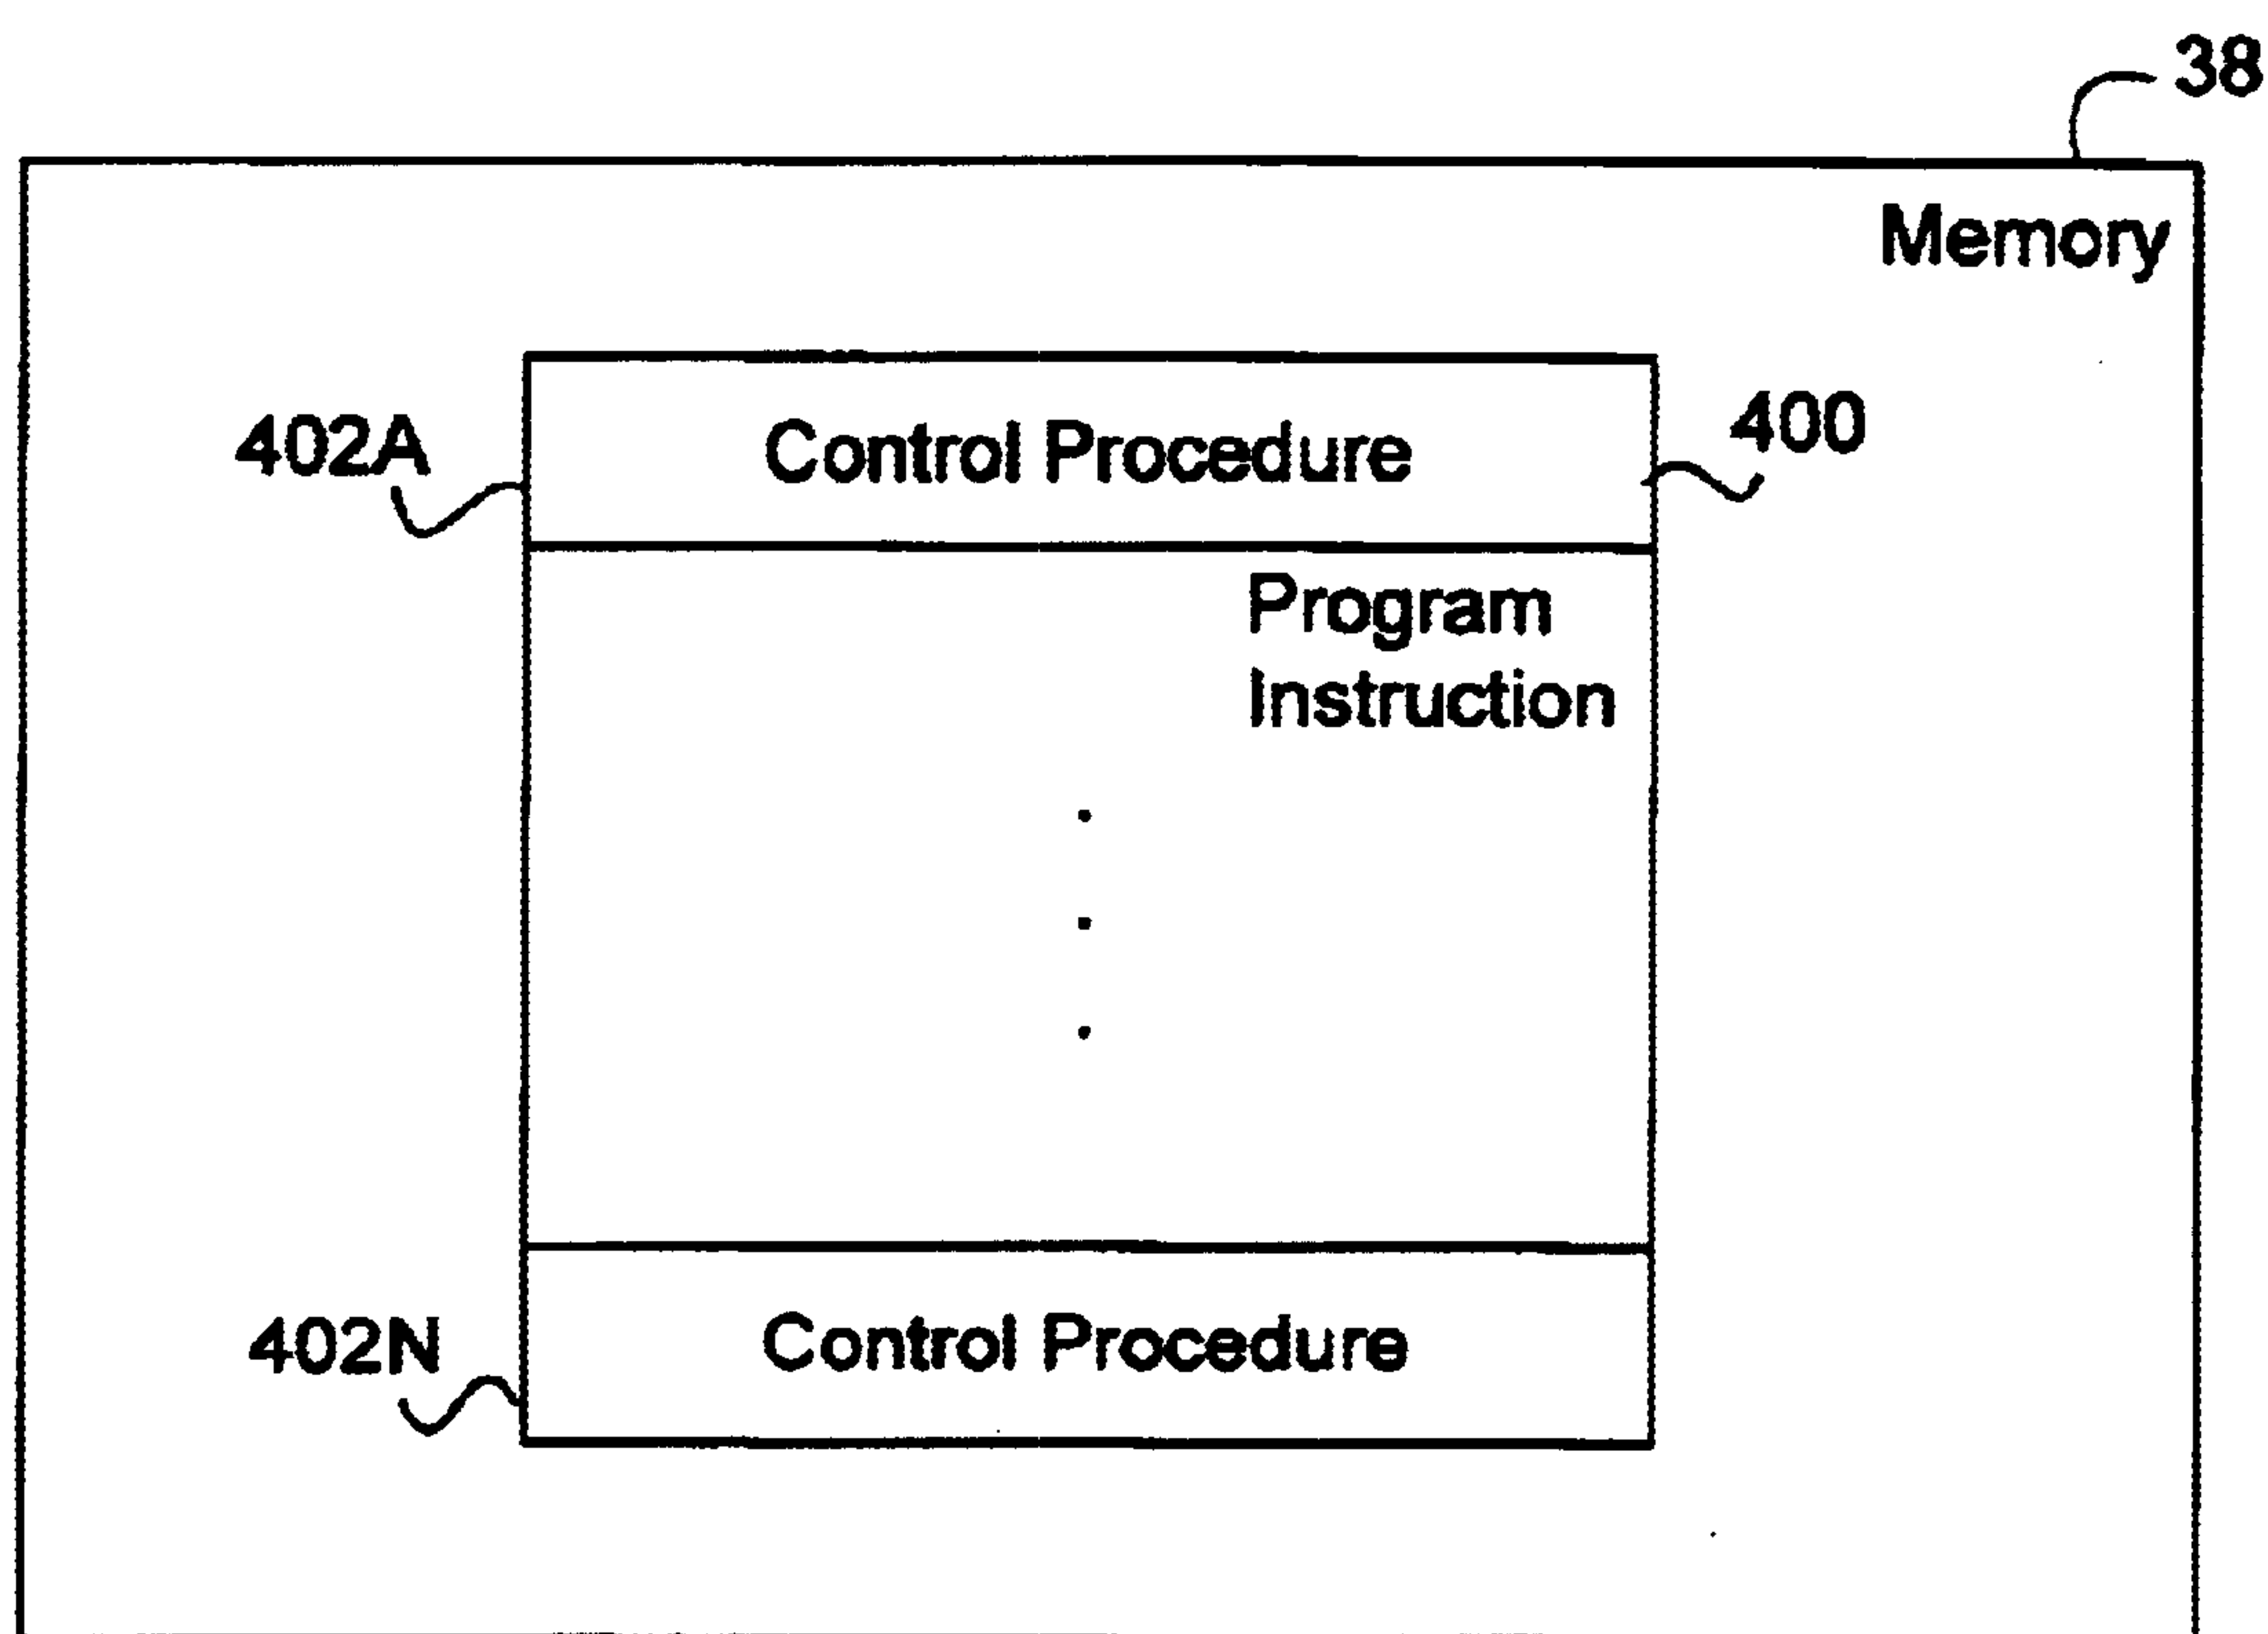 38
Memory
402A
Control Procedure
400
Program
Instruction
402N
Control Procedure